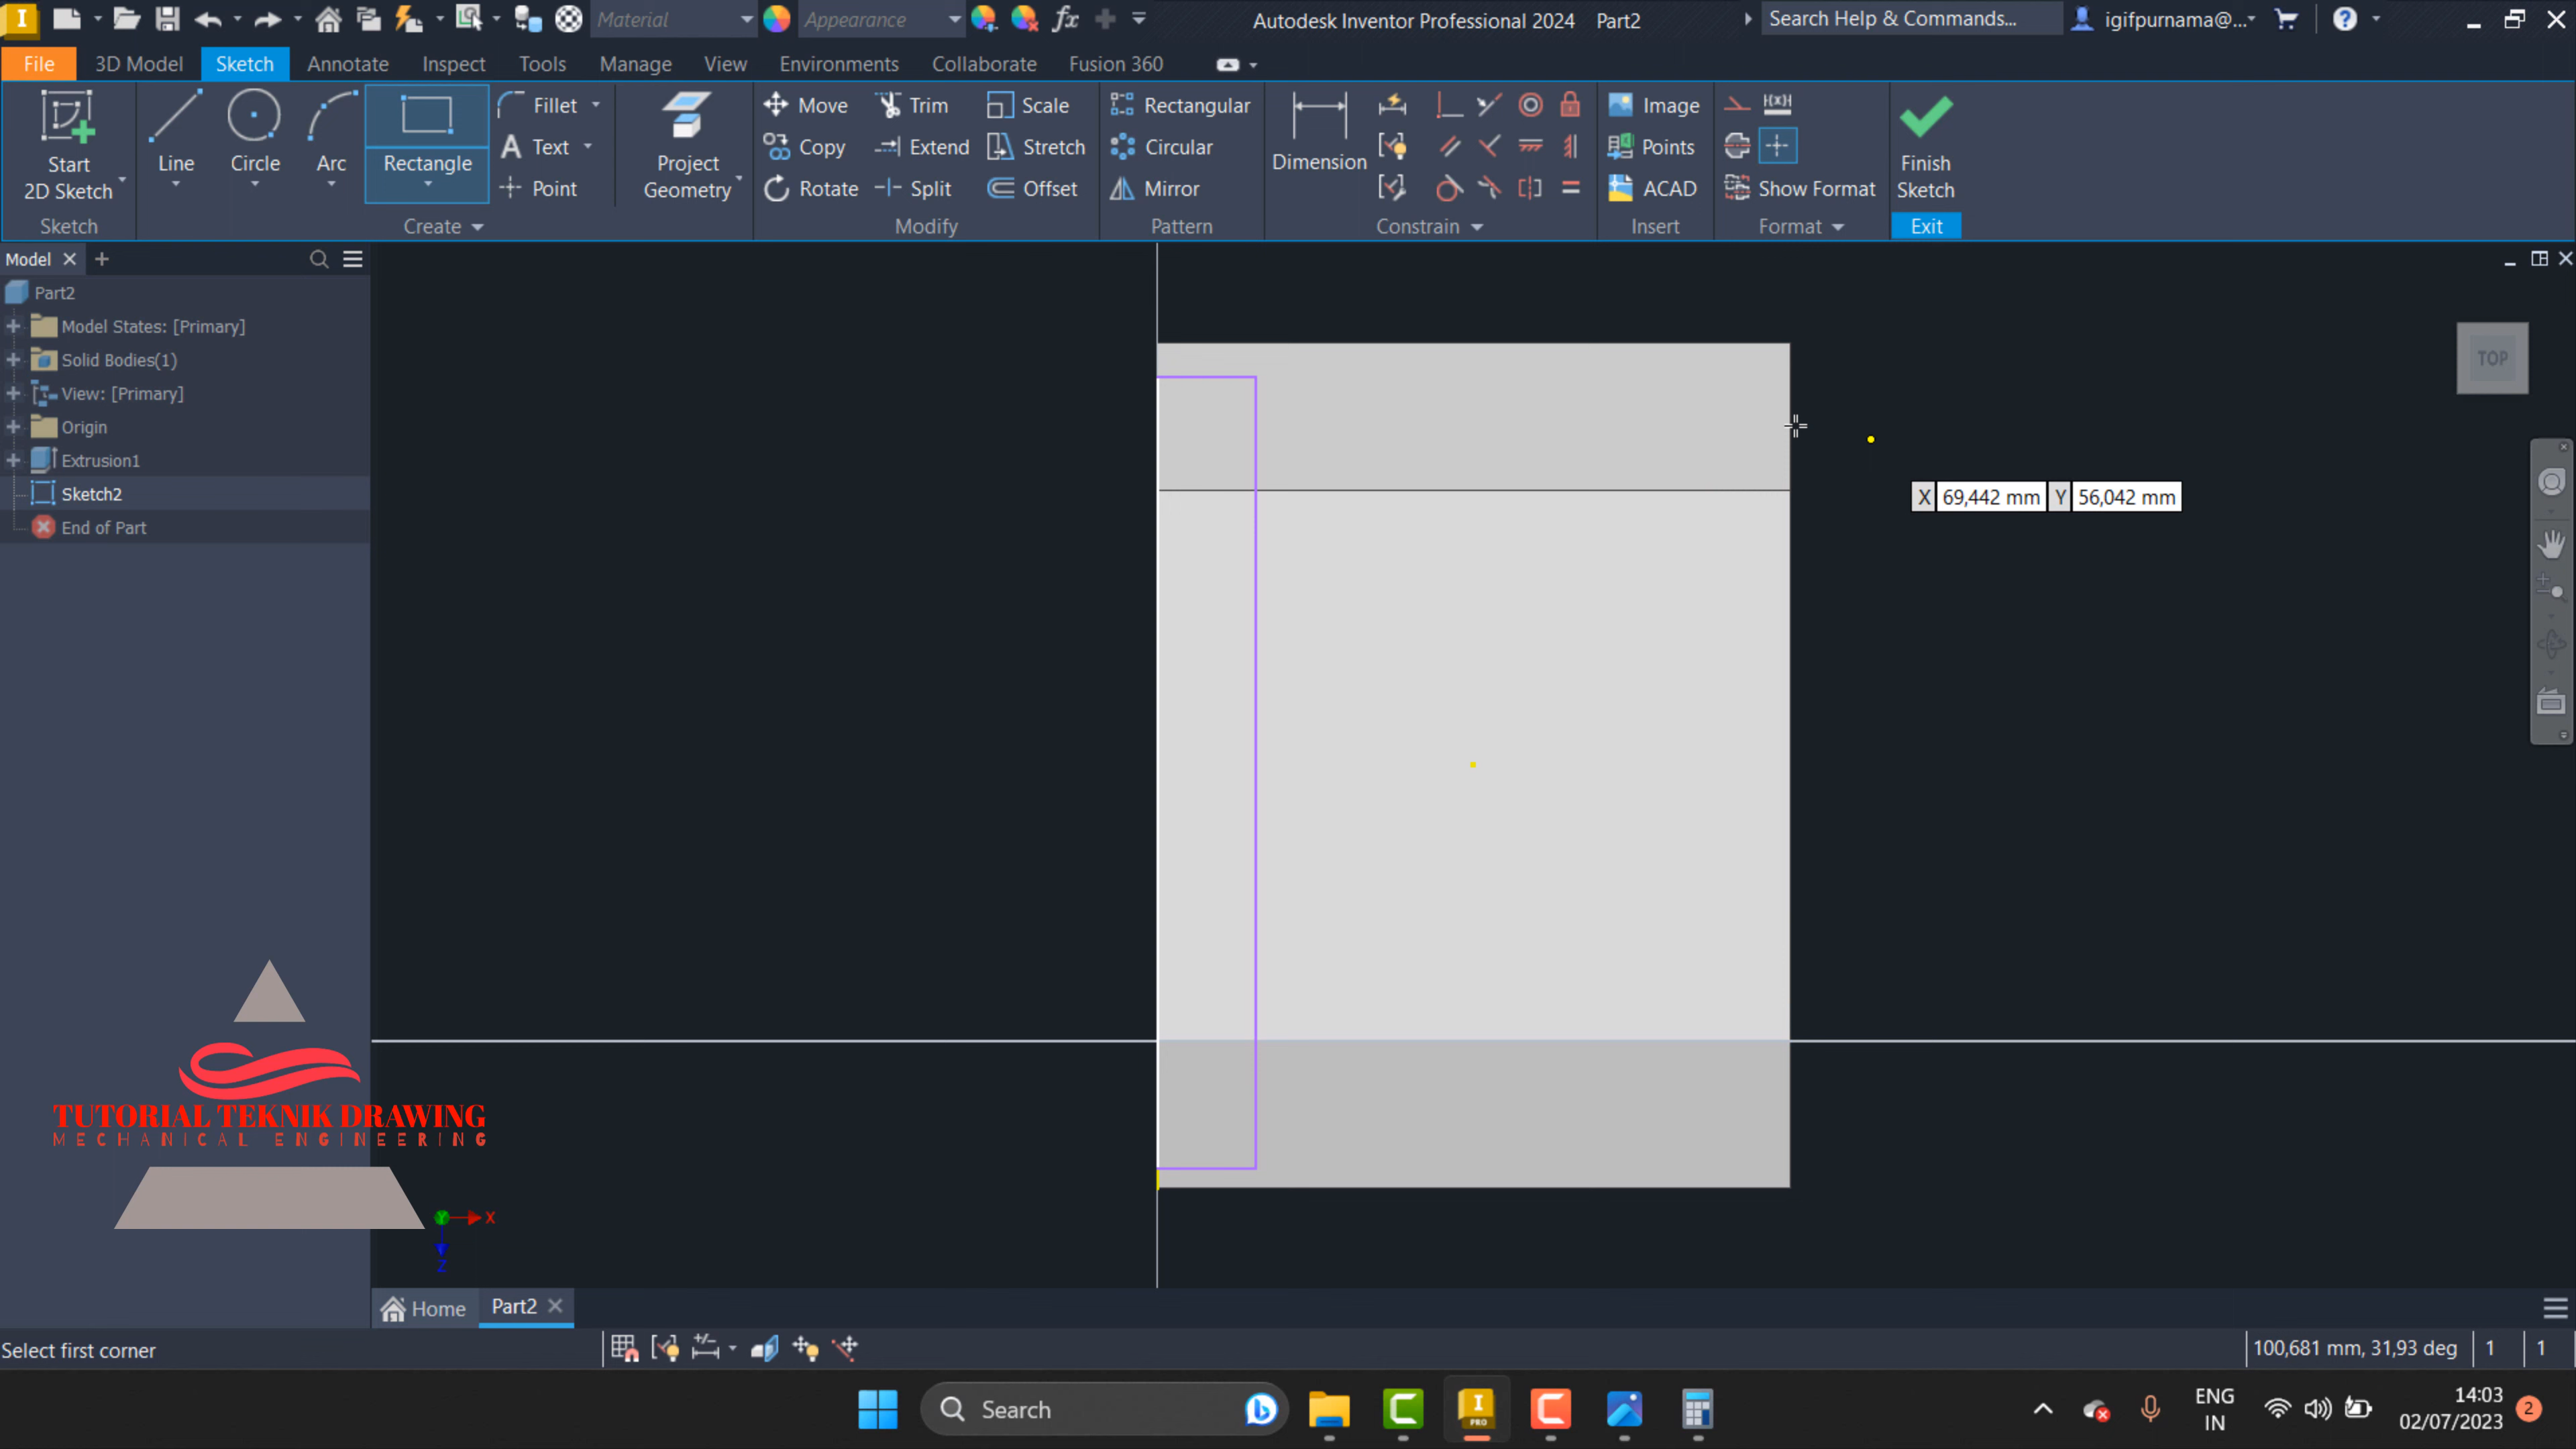 I Material Appearance fx Autodesk Inventor Professional 2024 Part2 Search Help & Commands... igifpurnama@...
File 3D Model Sketch Annotate Inspect Tools Manage View Environments Collaborate Fusion 360
Start 2D Sketch Line Circle Arc Rectangle Fillet Text Point Project Geometry
Move Trim Scale Rectangular Dimension Image
Copy Extend Stretch Circular Points
Rotate Split Offset Mirror ACAD Show Format Finish Sketch
Sketch Create Modify Pattern Constrain Insert Format Exit
Model
Part2
Model States: [Primary]
Solid Bodies(1)
View: [Primary]
Origin
Extrusion1
Sketch2
End of Part
TOP
X 69,442 mm Y 56,042 mm
TUTORIAL TEKNIK DRAWING
MECHANICAL ENGINEERING
Y X
Z
Home Part2
Select first corner 100,681 mm, 31,93 deg 1 1
Search I PRO ENG IN 14:03 02/07/2023 2